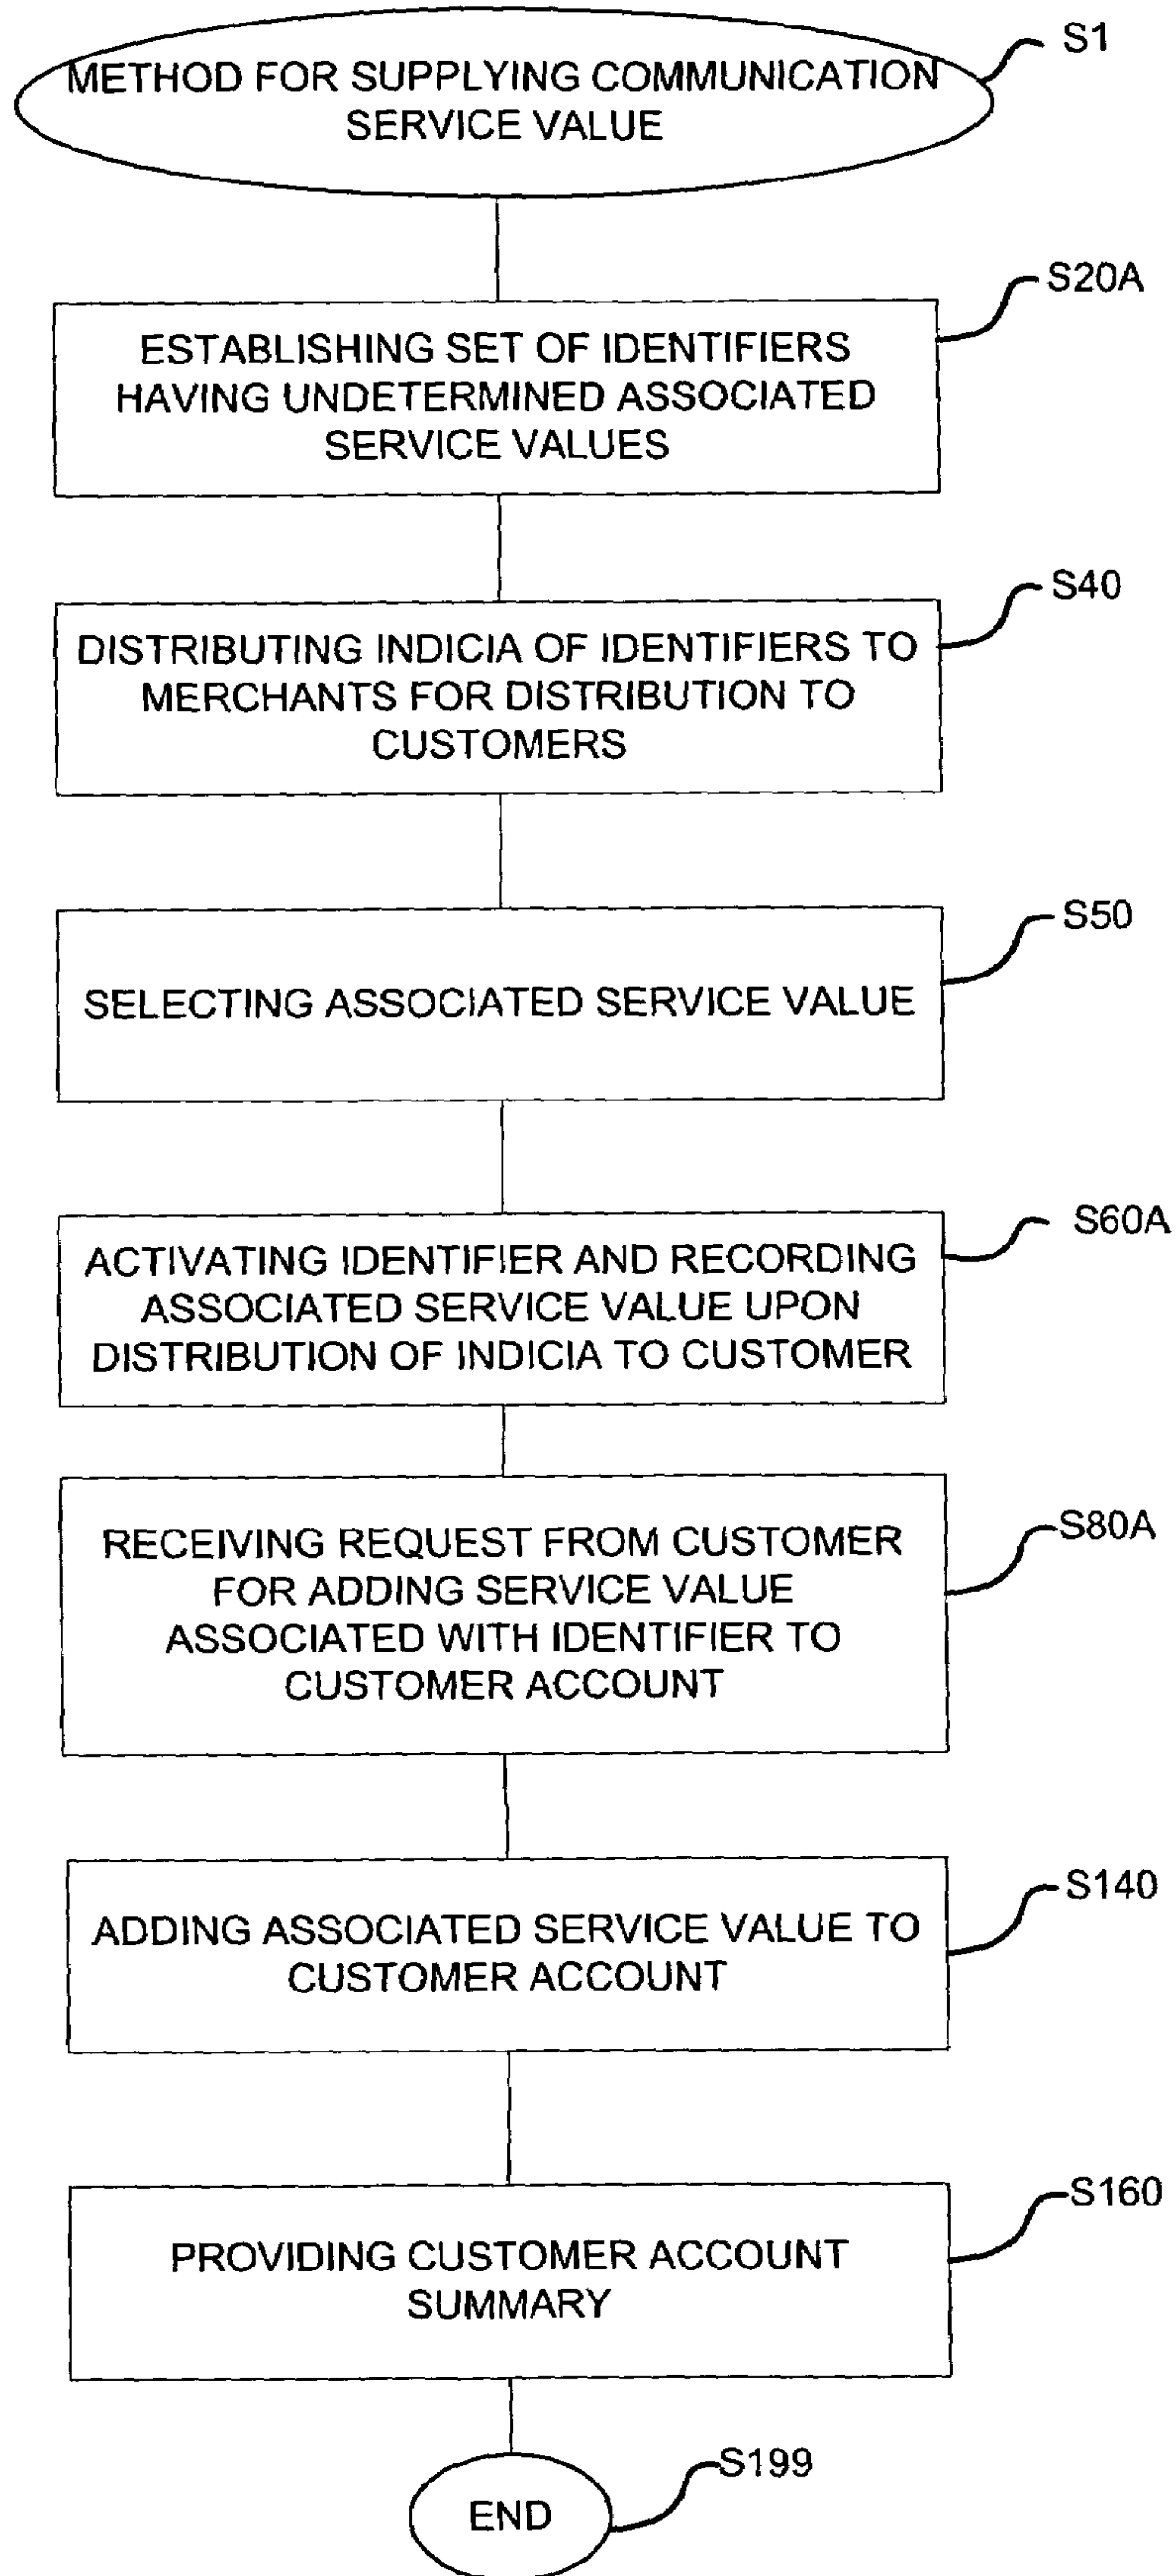 S1
METHOD FOR SUPPLYING COMMUNICATION
SERVICE VALUE
S20A
ESTABLISHING SET OF IDENTIFIERS
HAVING UNDETERMINED ASSOCIATED
SERVICE VALUES
S40
DISTRIBUTING INDICIA OF IDENTIFIERS TO
MERCHANTS FOR DISTRIBUTION TO
CUSTOMERS
S50
SELECTING ASSOCIATED SERVICE VALUE
S60A
ACTIVATING IDENTIFIER AND RECORDING
ASSOCIATED SERVICE VALUE UPON
DISTRIBUTION OF INDICIA TO CUSTOMER
S80A
RECEIVING REQUEST FROM CUSTOMER
FOR ADDING SERVICE VALUE
ASSOCIATED WITH IDENTIFIER TO
CUSTOMER ACCOUNT
S140
ADDING ASSOCIATED SERVICE VALUE TO
CUSTOMER ACCOUNT
S160
PROVIDING CUSTOMER ACCOUNT
SUMMARY
S199
END